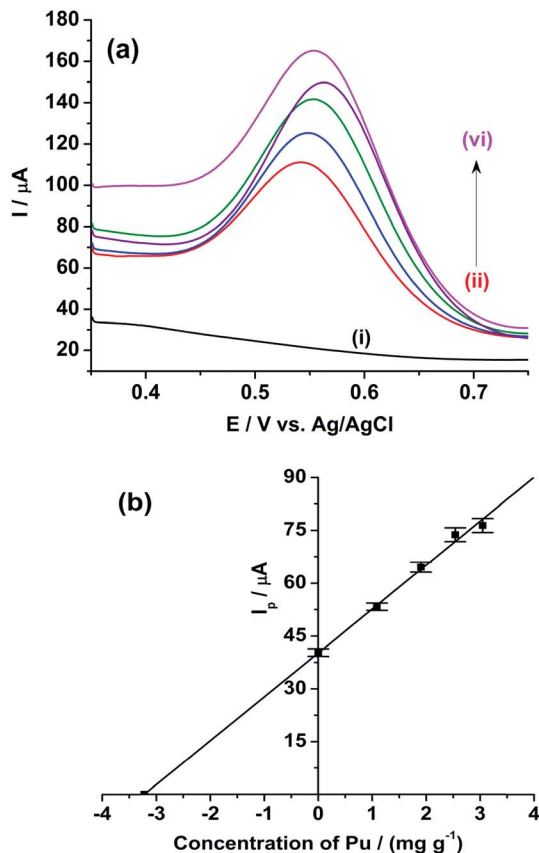 (a)
180
160
140
120
100
80
60
40
20
I / μA
(vi)
(ii)
(i)
0.4 0.5 0.6 0.7
E / V vs. Ag/AgCl
(b)
90
75
60
45
30
15
Iₚ / μA
-4 -3 -2 -1 0 1 2 3 4
Concentration of Pu / (mg g⁻¹)